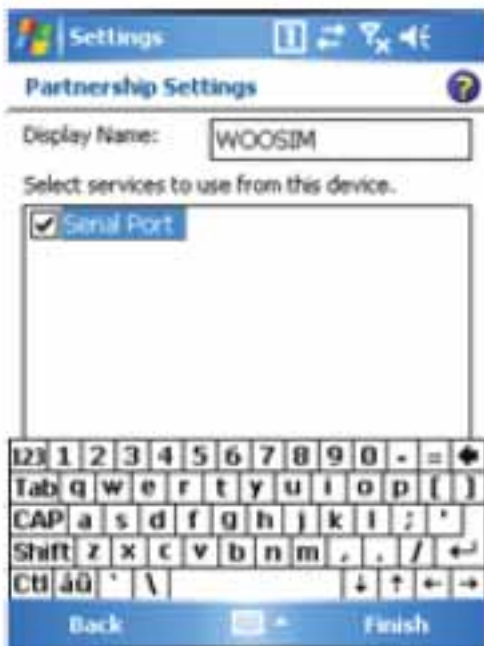 Settings
Partnership Settings
Display Name: WOOSIM
Select services to use from this device.
Serial Port
123 1 2 3 4 5 6 7 8 9 0 - =
Tab q w e r t y u i o p [ ]
CAP a s d f g h j k l ; '
Shift z x c v b n m , . /
Ctl áü ` \
Back Finish